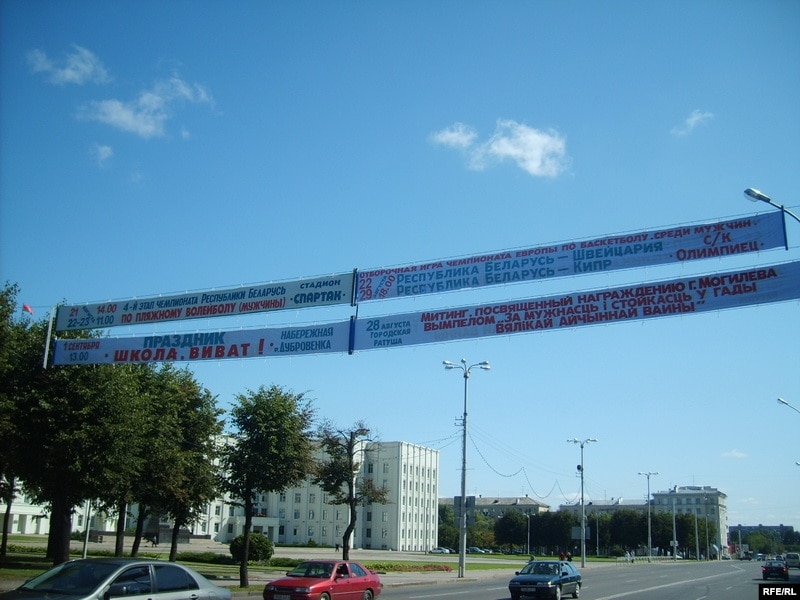 21 14.00
22-23 11.00
4-й ЭТАП ЧЕМПИОНАТА РЕСПУБЛИКИ БЕЛАРУСЬ
ПО ПЛЯЖНОМУ ВОЛЕЙБОЛУ (МУЖЧИНЫ)
СТАДИОН
·СПАРТАК·
ОТБОРОЧНАЯ ИГРА ЧЕМПИОНАТА ЕВРОПЫ ПО БАСКЕТБОЛУ СРЕДИ МУЖЧИН
22
29
18.00
РЕСПУБЛИКА БЕЛАРУСЬ — ШВЕЙЦАРИЯ
РЕСПУБЛИКА БЕЛАРУСЬ — КИПР
С/К
·ОЛИМПИЕЦ·
1 СЕНТЯБРЯ
13.00
ПРАЗДНИК
· ШКОЛА, ВИВАТ ! ·
НАБЕРЕЖНАЯ
р. ДУБРОВЕНКА
28 АВГУСТА
ГОРОДСКАЯ
РАТУША
МИТИНГ, ПОСВЯЩЕННЫЙ НАГРАЖДЕНИЮ Г. МОГИЛЕВА
ВЫМПЕЛОМ ,,ЗА МУЖНАСЦЬ І СТОЙКАСЦЬ У ГАДЫ
ВЯЛІКАЙ АЙЧЫННАЙ ВАЙНЫ"
RFE/RL